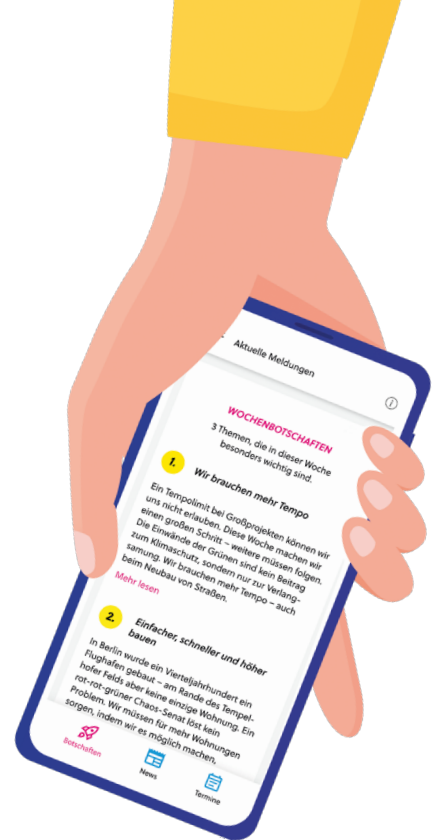 Aktuelle Meldungen
WOCHENBOTSCHAFTEN
3 Themen, die in dieser Woche
besonders wichtig sind.
1.
Wir brauchen mehr Tempo
Ein Tempolimit bei Großprojekten können wir
uns nicht erlauben. Diese Woche machen wir
einen großen Schritt – weitere müssen folgen.
Die Einwände der Grünen sind kein Beitrag
zum Klimaschutz, sondern nur zur Verlang-
samung. Wir brauchen mehr Tempo – auch
beim Neubau von Straßen.
Mehr lesen
2.
Einfacher, schneller und höher
bauen
In Berlin wurde ein Vierteljahrhundert ein
Flughafen gebaut – am Rande des Tempel-
hofer Felds aber keine einzige Wohnung. Ein
rot-rot-grüner Chaos-Senat löst kein
Problem. Wir müssen für mehr Wohnungen
sorgen, indem wir es möglich machen,
Botschaften
News
Termine